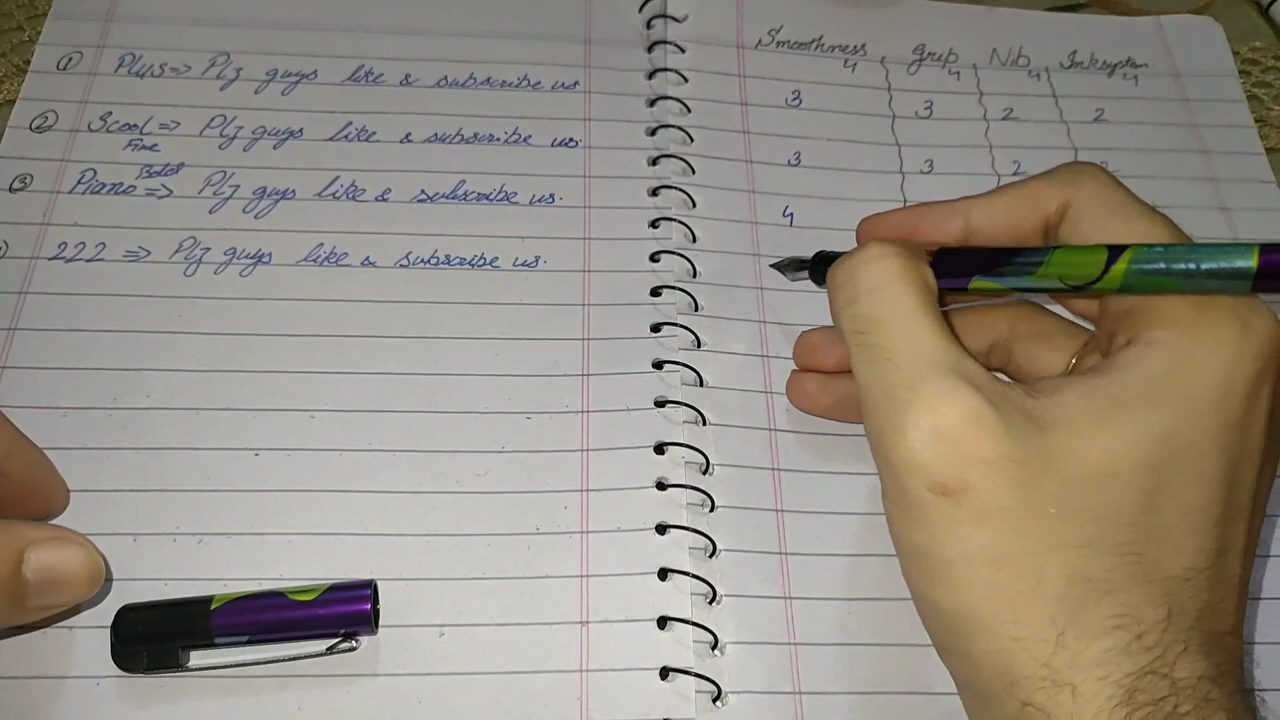 ① Plus ⇒ Plz guys like & subscribe us
② Scool ⇒ Plz guys like & subscribe us.
Fine
Bold
③ Piano ⇒ Plz guys like & subscribe us.
222 ⇒ Plz guys like & subscribe us.
Smoothness Grip Nib Inksystem
4 4 4 4
3 3 2 2
3 3 2
4